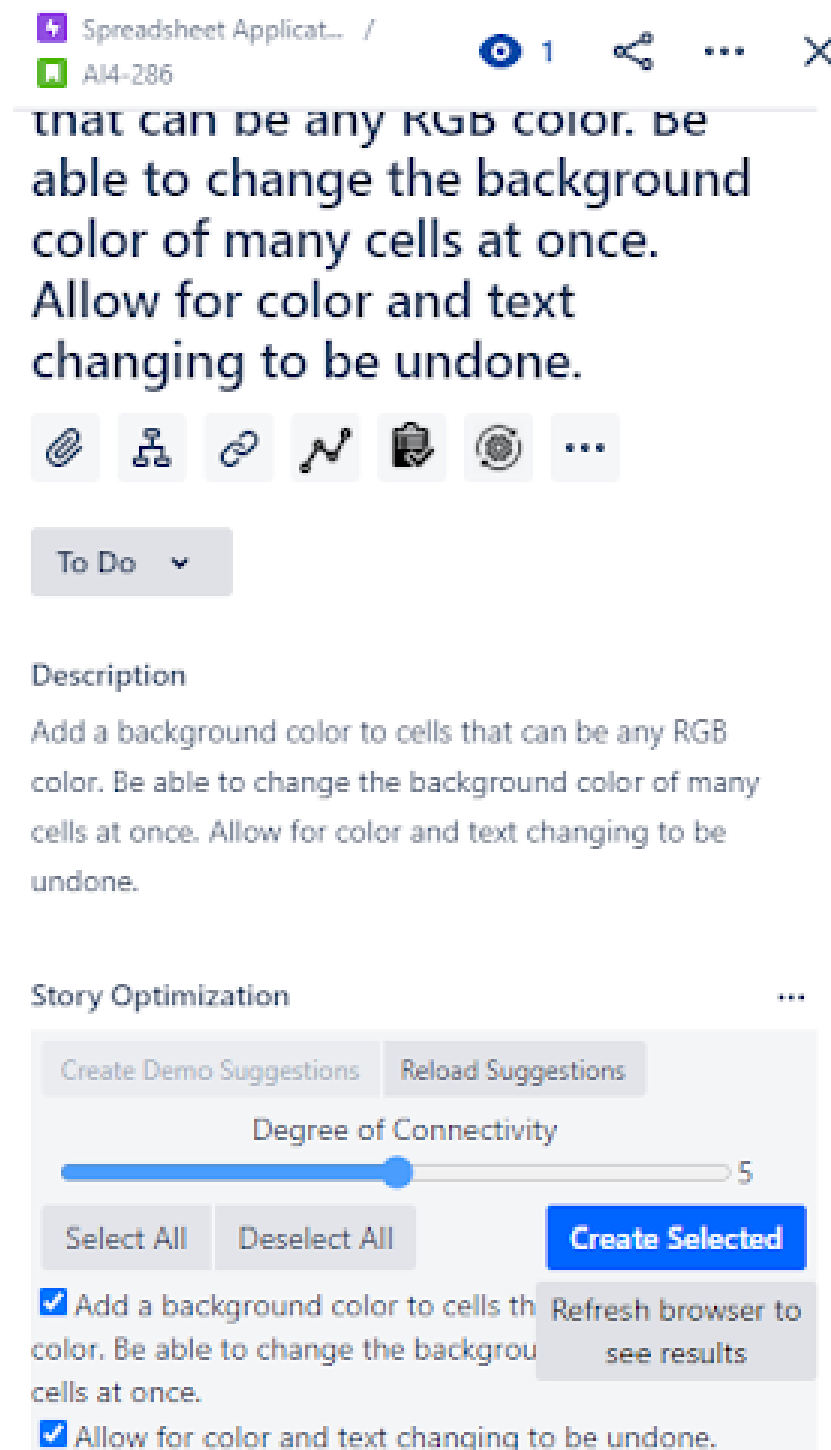 Spreadsheet Applicat... /
AI4-286
1
that can be any RGB color. Be
able to change the background
color of many cells at once.
Allow for color and text
changing to be undone.
To Do
Description
Add a background color to cells that can be any RGB
color. Be able to change the background color of many
cells at once. Allow for color and text changing to be
undone.
Story Optimization
Create Demo Suggestions Reload Suggestions
Degree of Connectivity
5
Select All Deselect All Create Selected
Add a background color to cells th
color. Be able to change the backgrou
cells at once.
Refresh browser to
see results
Allow for color and text changing to be undone.